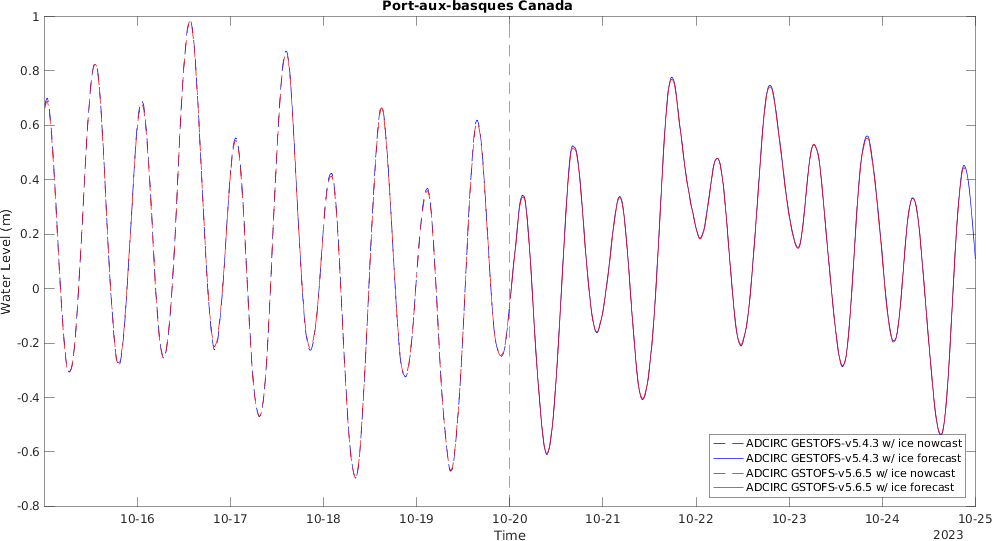 Port-aux-basques Canada
1
0.8
0.6
0.4
0.2
0
-0.2
-0.4
-0.6
-0.8
Water Level (m)
ADCIRC GESTOFS-v5.4.3 w/ ice nowcast
ADCIRC GESTOFS-v5.4.3 w/ ice forecast
ADCIRC GSTOFS-v5.6.5 w/ ice nowcast
ADCIRC GSTOFS-v5.6.5 w/ ice forecast
10-16 10-17 10-18 10-19 10-20 10-21 10-22 10-23 10-24 10-25
Time
2023